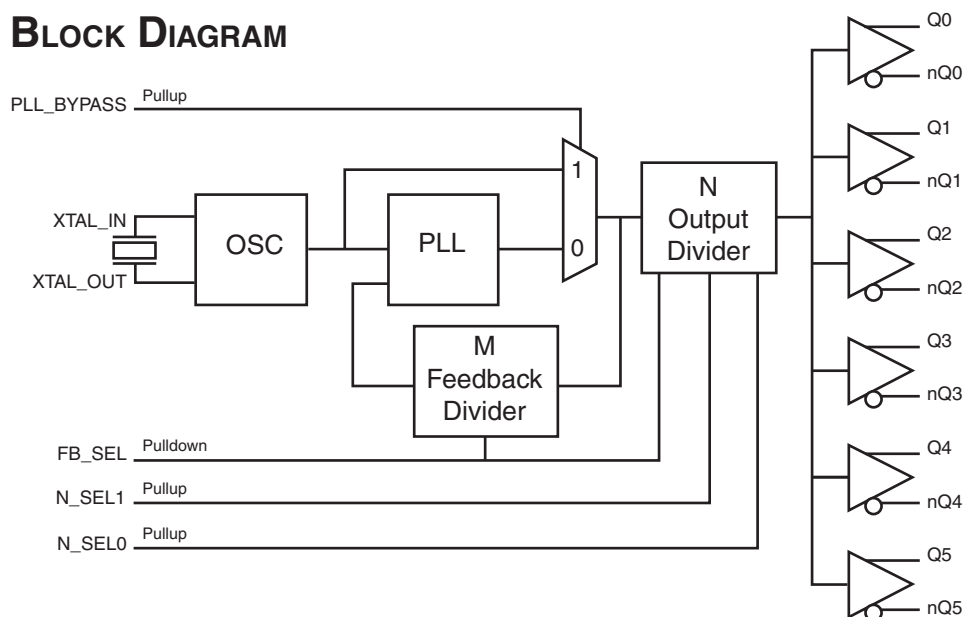 BLOCK DIAGRAM
PLL_BYPASS
Pullup
XTAL_IN
XTAL_OUT
OSC
PLL
1
0
M
Feedback
Divider
N
Output
Divider
FB_SEL
Pulldown
N_SEL1
Pullup
N_SEL0
Pullup
Q0
nQ0
Q1
nQ1
Q2
nQ2
Q3
nQ3
Q4
nQ4
Q5
nQ5